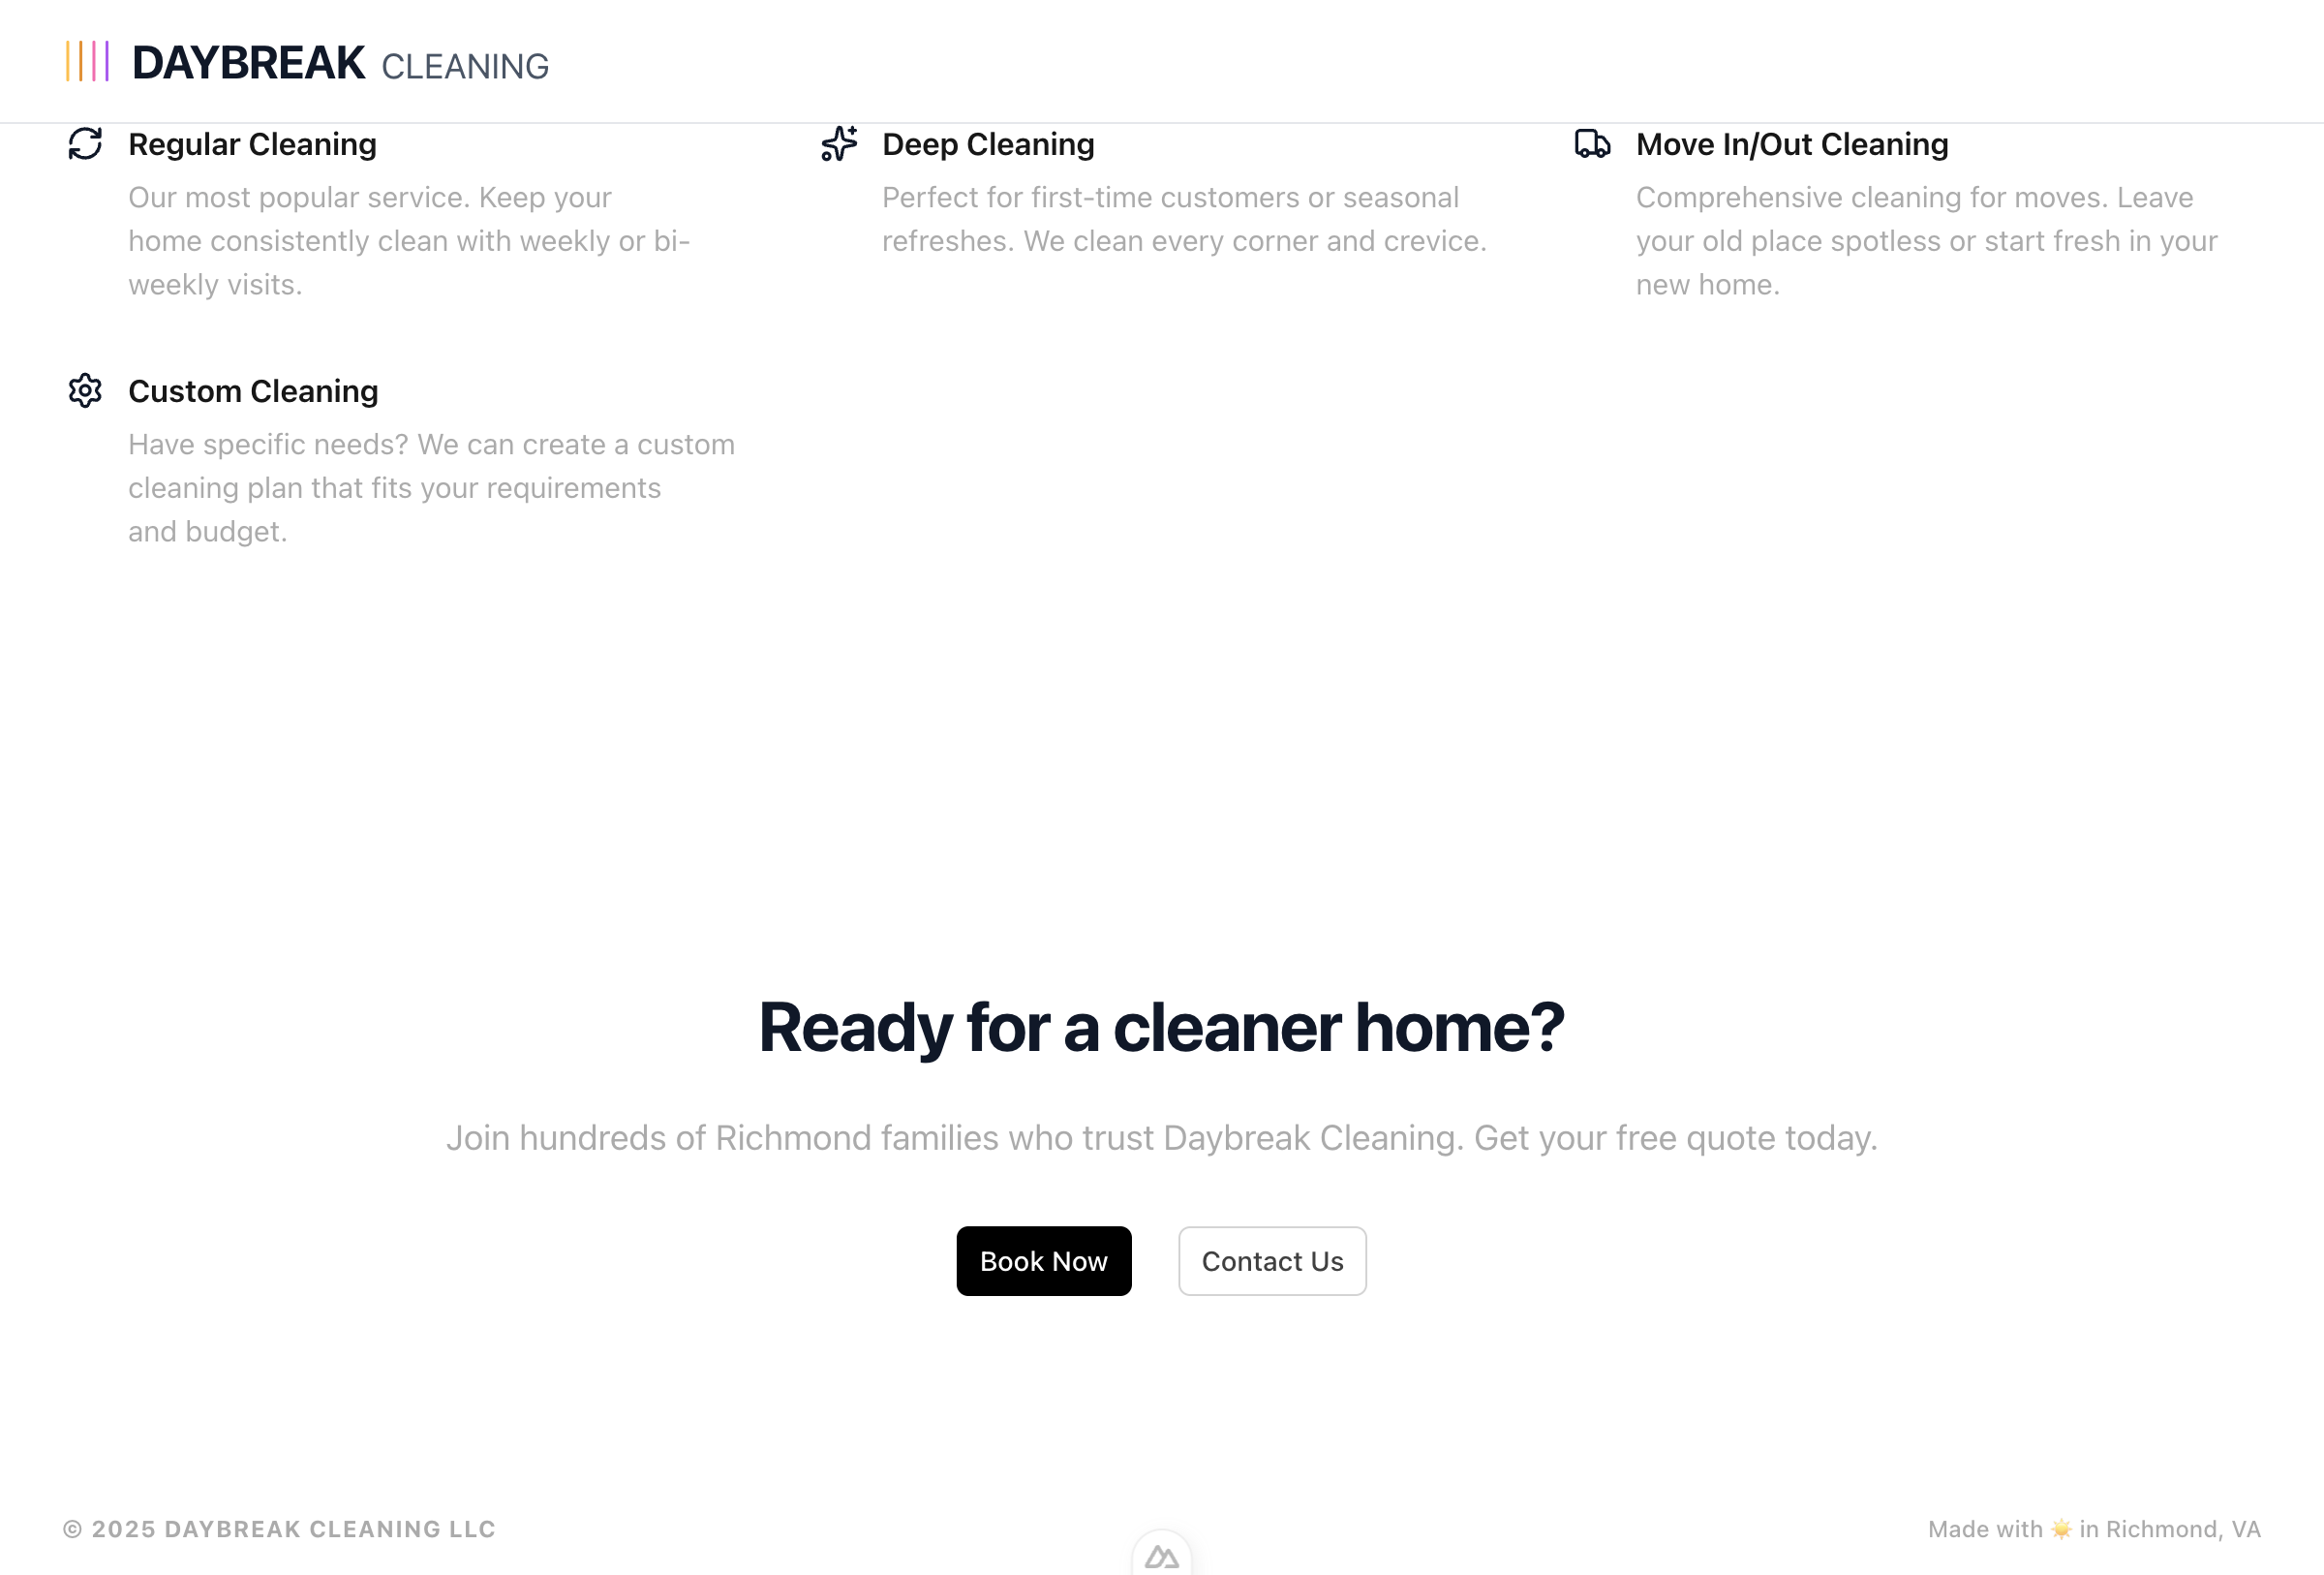 DAYBREAK CLEANING
Regular Cleaning
Our most popular service. Keep your
home consistently clean with weekly or bi-
weekly visits.
Deep Cleaning
Perfect for first-time customers or seasonal
refreshes. We clean every corner and crevice.
Move In/Out Cleaning
Comprehensive cleaning for moves. Leave
your old place spotless or start fresh in your
new home.
Custom Cleaning
Have specific needs? We can create a custom
cleaning plan that fits your requirements
and budget.
Ready for a cleaner home?
Join hundreds of Richmond families who trust Daybreak Cleaning. Get your free quote today.
Book Now
Contact Us
© 2025 DAYBREAK CLEANING LLC
Made with ☀️ in Richmond, VA